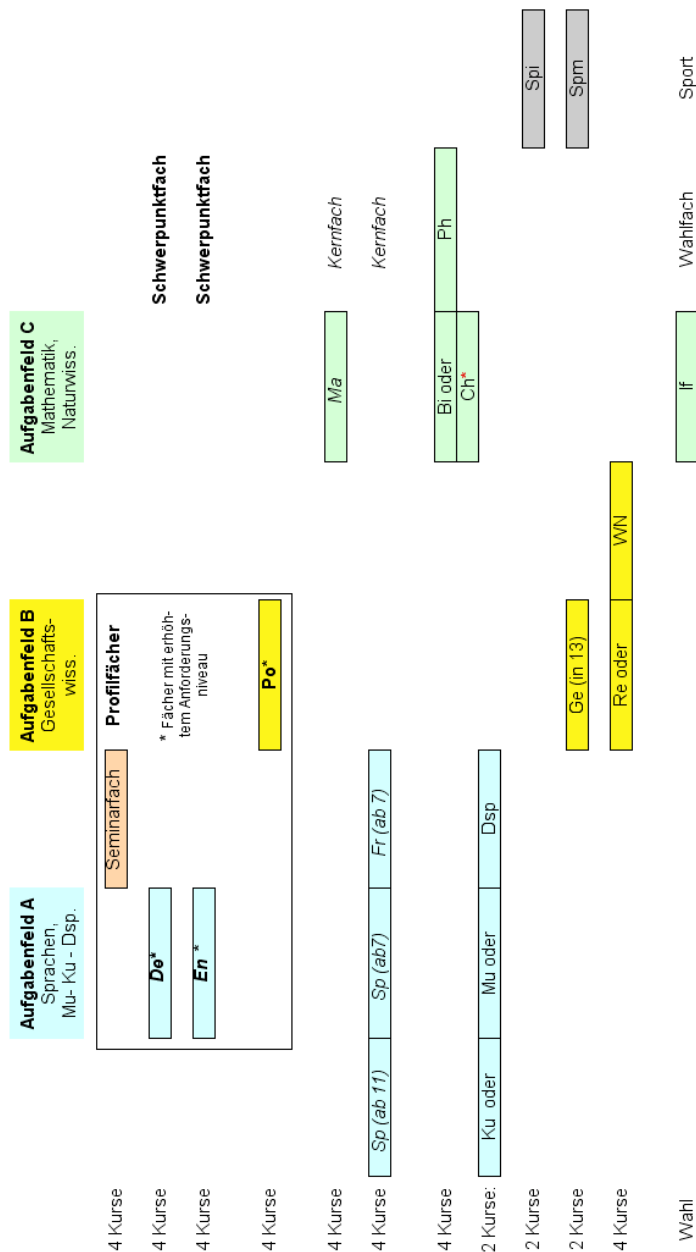 Aufgabenfeld A
Sprachen,
Mu- Ku - Dsp.
Aufgabenfeld B
Gesellschafts-
wiss.
Aufgabenfeld C
Mathematik,
Naturwiss.
4 Kurse
Seminarfach
Profilfächer
4 Kurse
De*
* Fächer mit erhöh-
tem Anforderungs-
niveau
Schwerpunktfach
4 Kurse
En *
Schwerpunktfach
4 Kurse
Po*
4 Kurse
Ma
Kernfach
4 Kurse
Sp (ab 11)
Sp (ab7)
Fr (ab 7)
Kernfach
4 Kurse
Bi oder
Ph
Ch*
2 Kurse:
Ku oder
Mu oder
Dsp
2 Kurse
Spi
2 Kurse
Ge (in 13)
Spm
4 Kurse
Re oder
WN
Wahl
If
Wahlfach
Sport